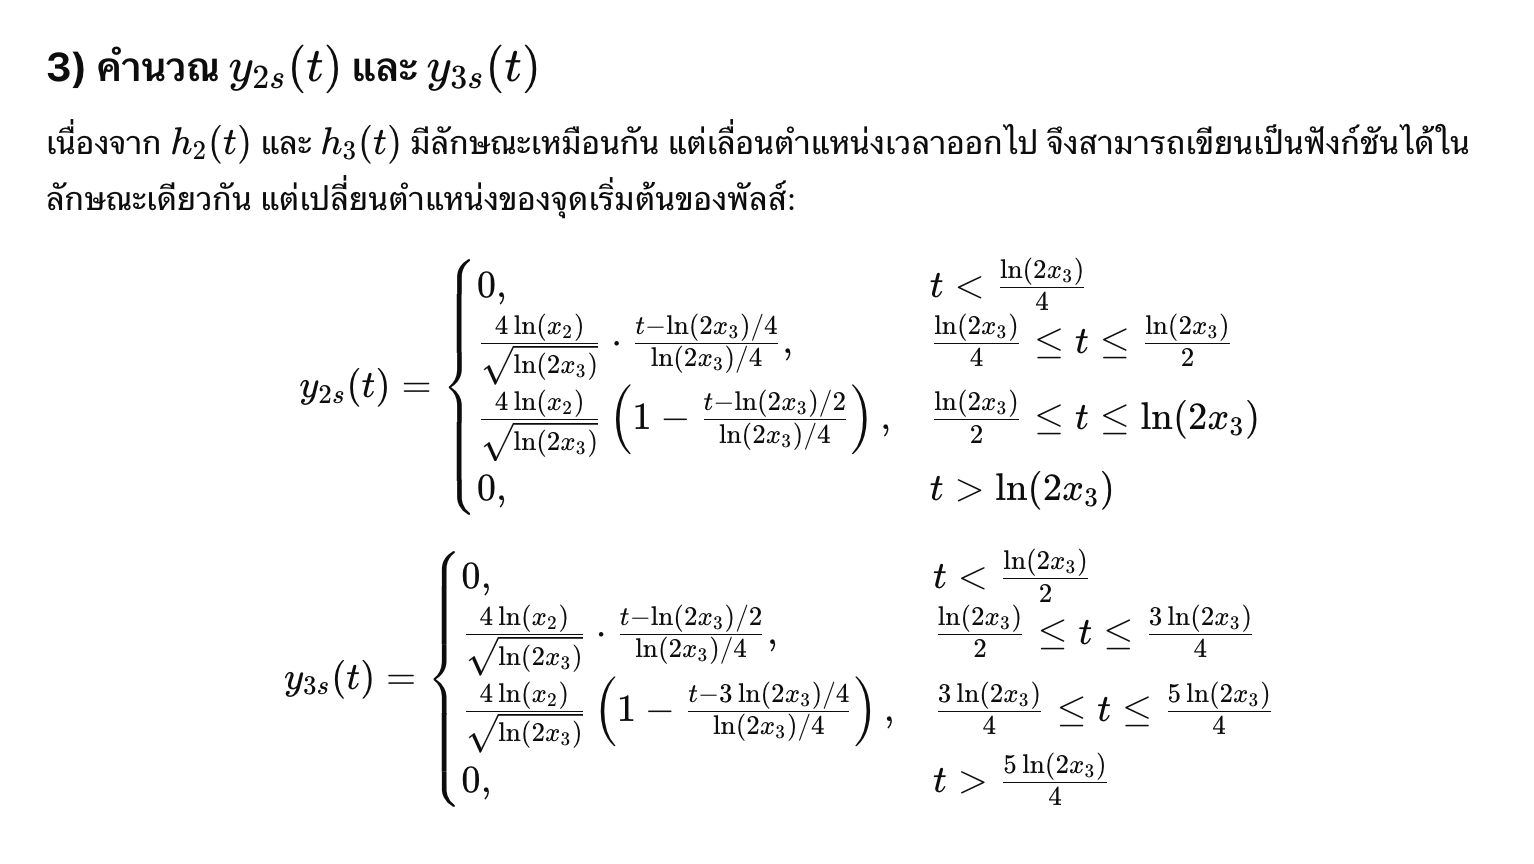 3) คำนวณ $y_{2s}(t)$ และ $y_{3s}(t)$
เนื่องจาก $h_2(t)$ และ $h_3(t)$ มีลักษณะเหมือนกัน แต่เลื่อนตำแหน่งเวลาออกไป จึงสามารถเขียนเป็นฟังก์ชันได้ใน
ลักษณะเดียวกัน แต่เปลี่ยนตำแหน่งของจุดเริ่มต้นของพัลส์:
$y_{2s}(t) = \begin{cases} 0, & t < \frac{\ln(2x_3)}{4} \\ \frac{4\ln(x_2)}{\sqrt{\ln(2x_3)}} \cdot \frac{t-\ln(2x_3)/4}{\ln(2x_3)/4}, & \frac{\ln(2x_3)}{4} \leq t \leq \frac{\ln(2x_3)}{2} \\ \frac{4\ln(x_2)}{\sqrt{\ln(2x_3)}} \left(1 - \frac{t-\ln(2x_3)/2}{\ln(2x_3)/4}\right), & \frac{\ln(2x_3)}{2} \leq t \leq \ln(2x_3) \\ 0, & t > \ln(2x_3) \end{cases}$
$y_{3s}(t) = \begin{cases} 0, & t < \frac{\ln(2x_3)}{2} \\ \frac{4\ln(x_2)}{\sqrt{\ln(2x_3)}} \cdot \frac{t-\ln(2x_3)/2}{\ln(2x_3)/4}, & \frac{\ln(2x_3)}{2} \leq t \leq \frac{3\ln(2x_3)}{4} \\ \frac{4\ln(x_2)}{\sqrt{\ln(2x_3)}} \left(1 - \frac{t-3\ln(2x_3)/4}{\ln(2x_3)/4}\right), & \frac{3\ln(2x_3)}{4} \leq t \leq \frac{5\ln(2x_3)}{4} \\ 0, & t > \frac{5\ln(2x_3)}{4} \end{cases}$